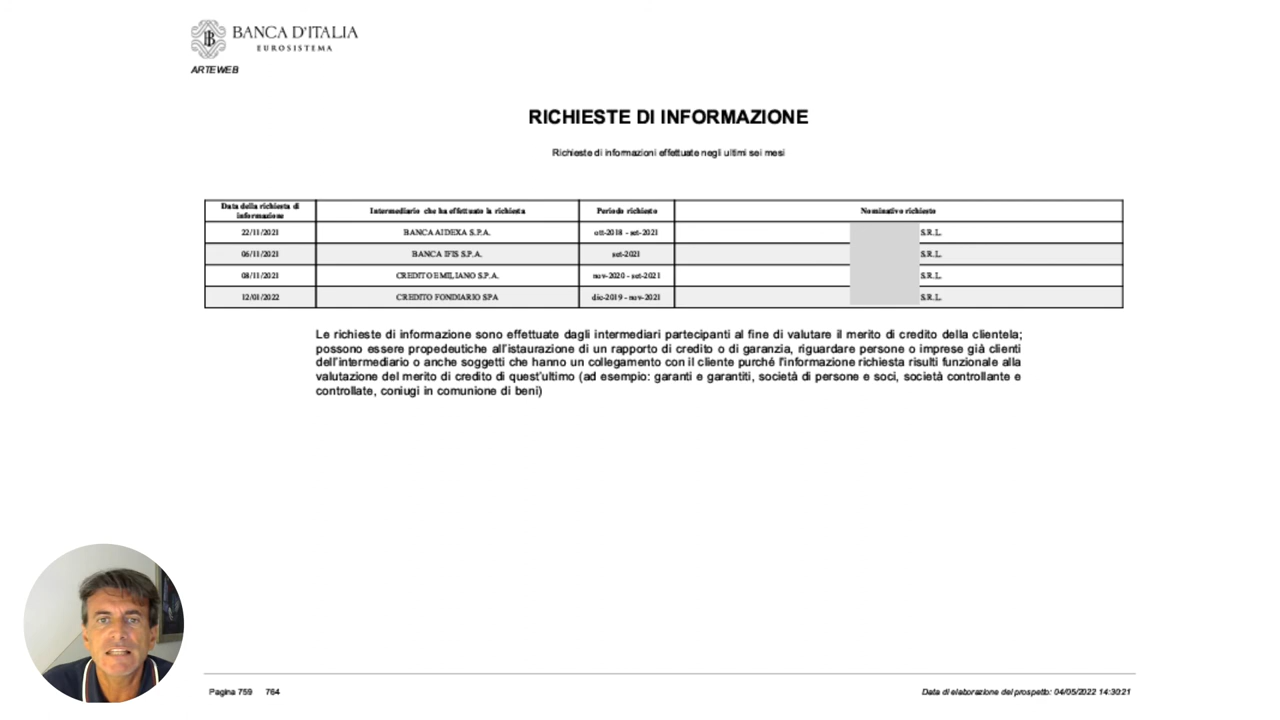 BANCA D'ITALIA
EUROSISTEMA
ARTEWEB
RICHIESTE DI INFORMAZIONE
Richieste di informazioni effettuate negli ultimi sei mesi
Data della richiesta di informazione Intermediario che ha effettuato la richiesta Periodo richiesto Nominativo richiesto
22/11/2021 BANCA AIDEXA S.P.A. ott-2018 - set-2021 S.R.L.
06/11/2021 BANCA IFIS S.P.A. set-2021 S.R.L.
08/11/2021 CREDITO EMILIANO S.P.A. nov-2020 - set-2021 S.R.L.
12/01/2022 CREDITO FONDIARIO SPA dic-2019 - nov-2021 S.R.L.
Le richieste di informazione sono effettuate dagli intermediari partecipanti al fine di valutare il merito di credito della clientela;
possono essere propedeutiche all'istaurazione di un rapporto di credito o di garanzia, riguardare persone o imprese già clienti
dell'intermediario o anche soggetti che hanno un collegamento con il cliente purché l'informazione richiesta risulti funzionale alla
valutazione del merito di credito di quest'ultimo (ad esempio: garanti e garantiti, società di persone e soci, società controllante e
controllate, coniugi in comunione di beni)
Pagina 759 764
Data di elaborazione del prospetto: 04/05/2022 14:30:21